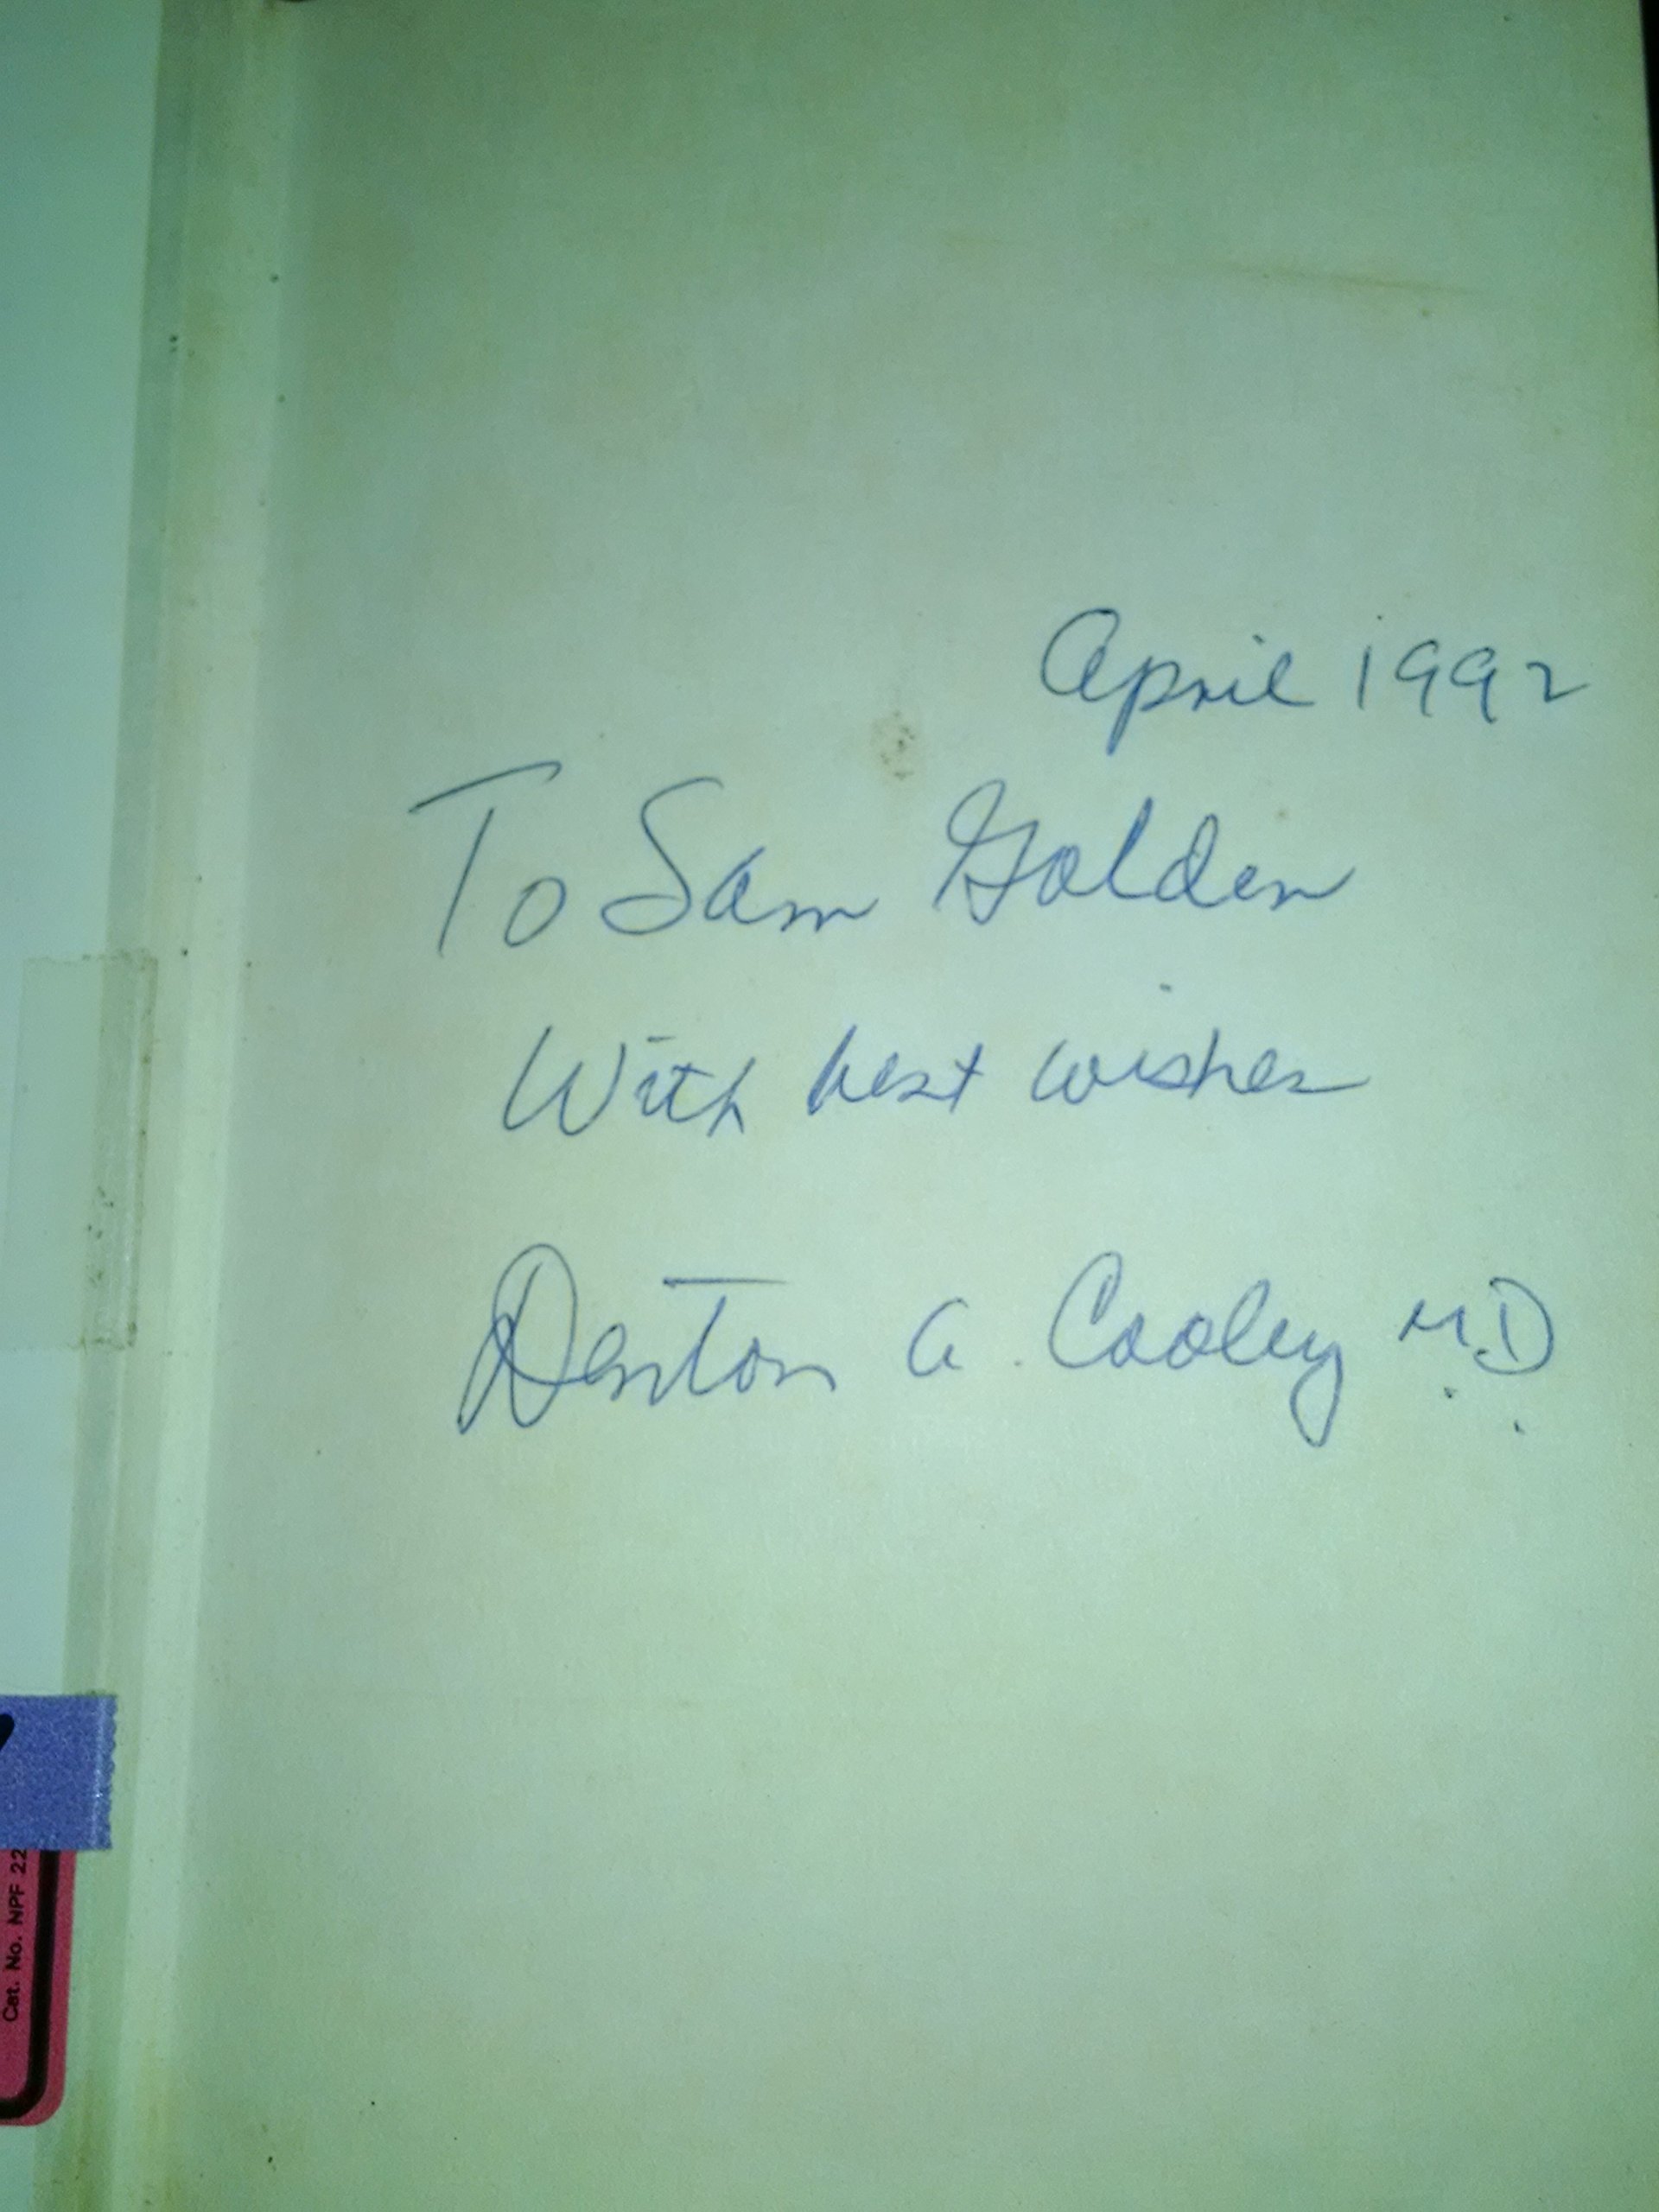 April 1992
To Sam Golden
With best wishes
Denton A. Cooley M.D.
Cat. No. NPF 22